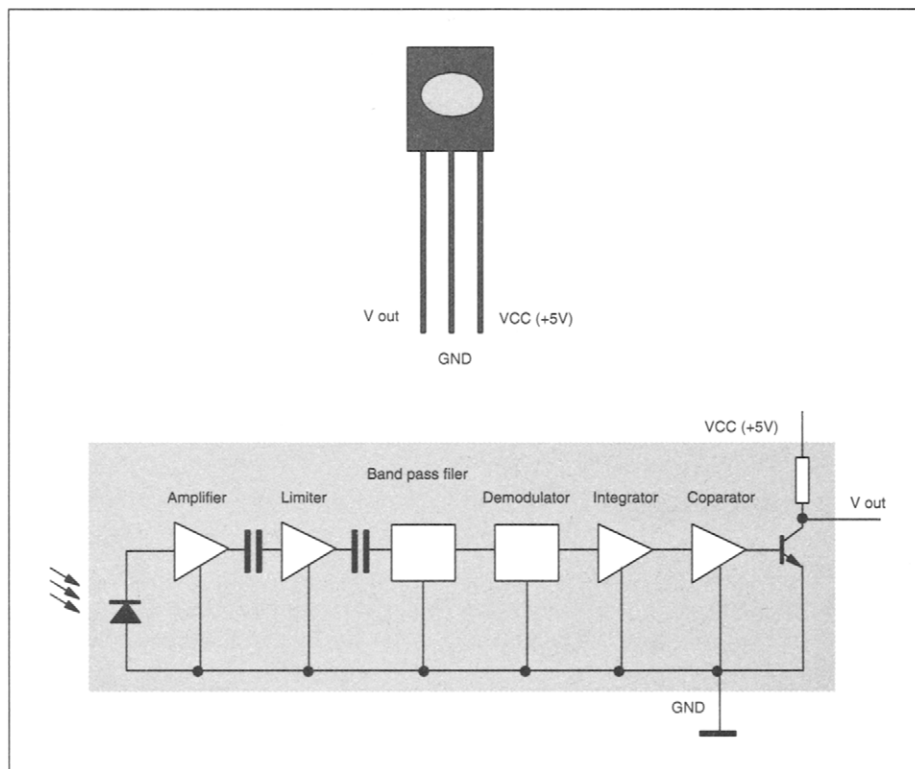 V out
VCC (+5V)
GND
VCC (+5V)
V out
Band pass filer
Amplifier
Limiter
Demodulator
Integrator
Coparator
GND